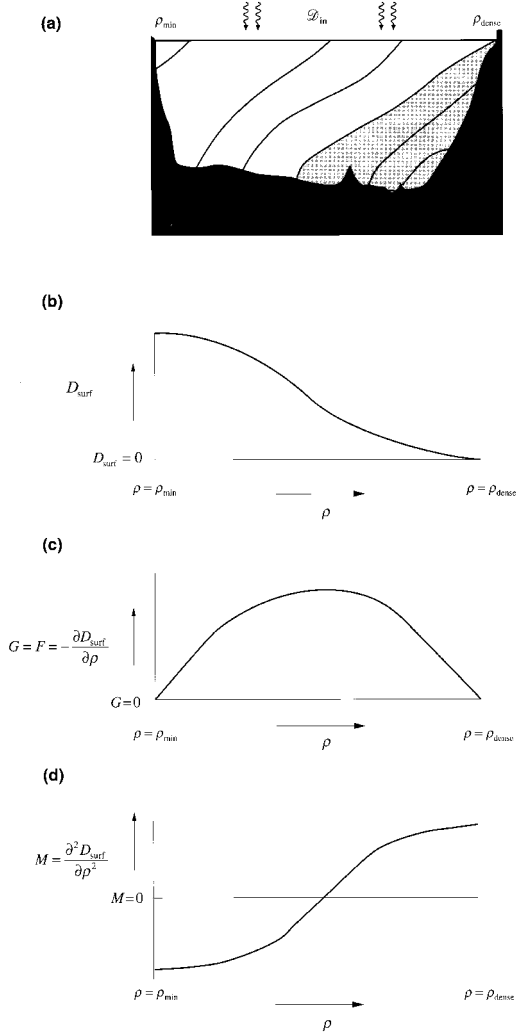 (a)
ρmin
𝒟in
ρdense
(b)
Dsurf
Dsurf = 0
ρ = ρmin
ρ = ρdense
ρ
(c)
G = F = − ∂Dsurf / ∂ρ
G = 0
ρ = ρmin
ρ = ρdense
ρ
(d)
M = ∂²Dsurf / ∂ρ²
M = 0
ρ = ρmin
ρ = ρdense
ρ